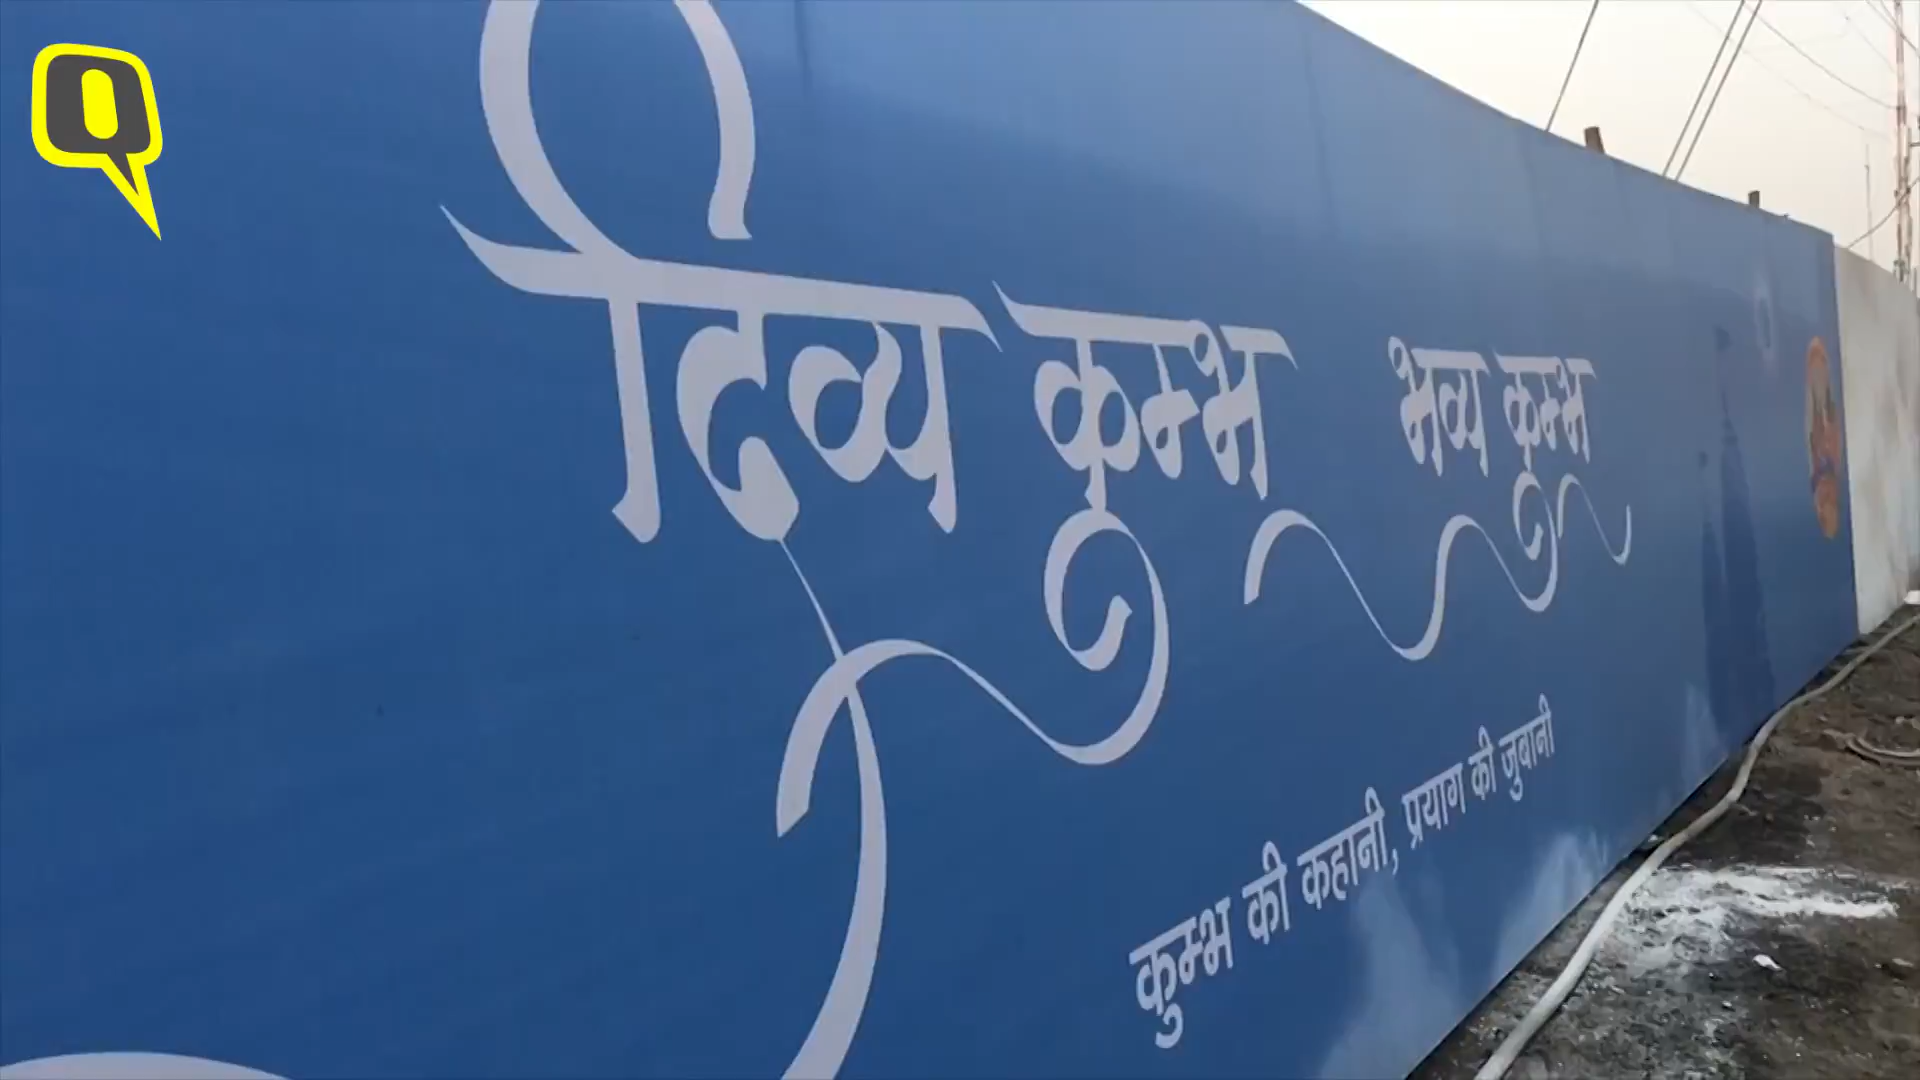 दिव्य कुम्भ भव्य कुम्भ
कुम्भ की कहानी, प्रयाग की जुबानी